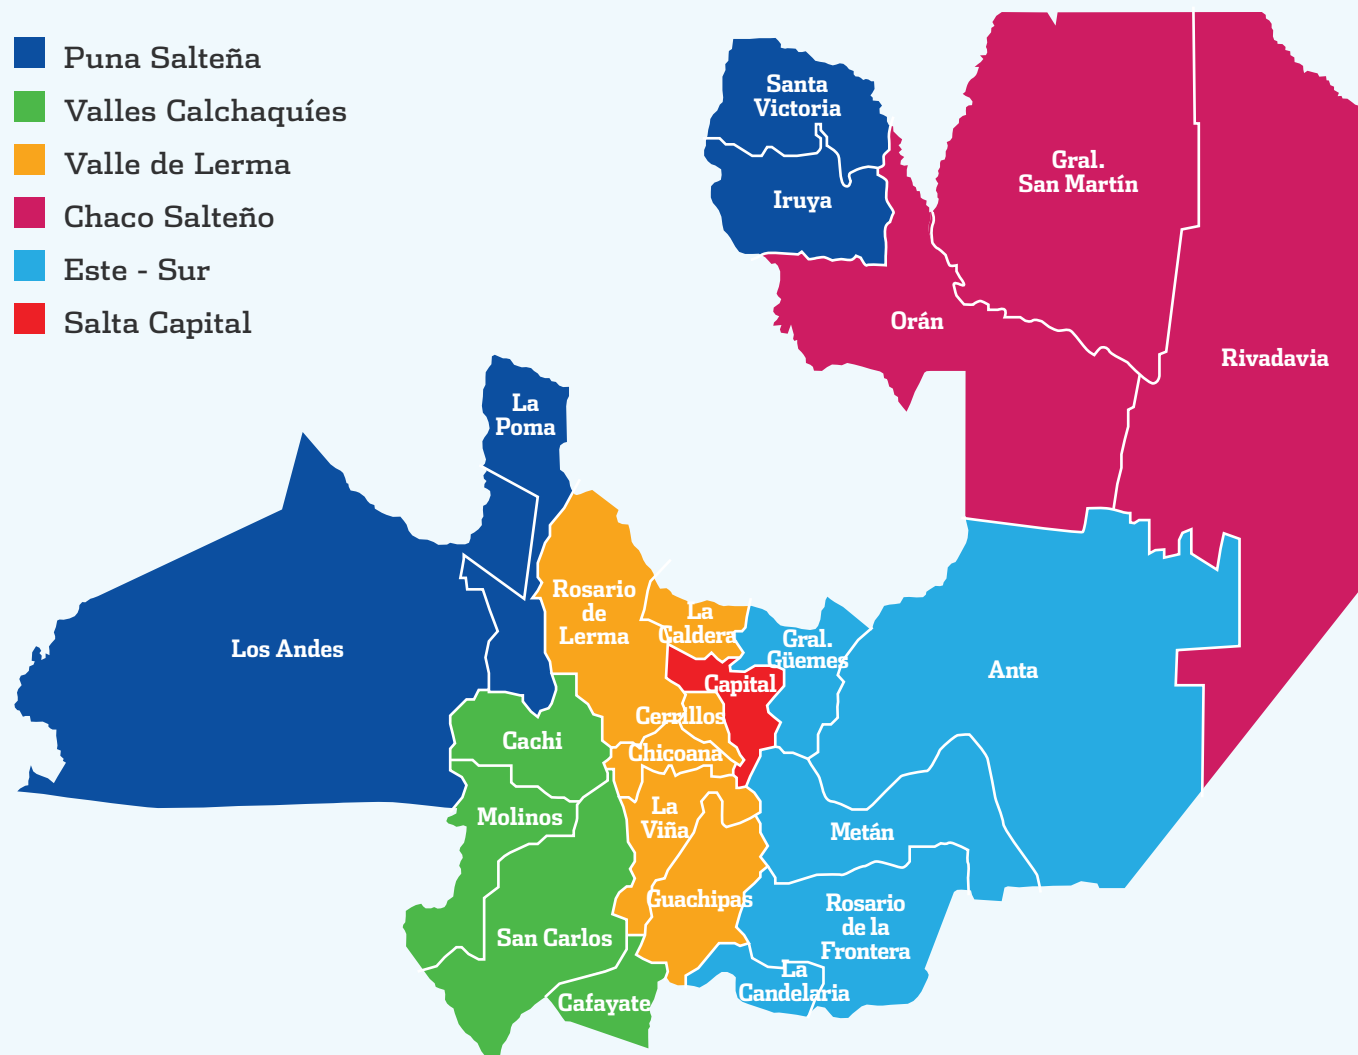 Puna Salteña
Valles Calchaquíes
Valle de Lerma
Chaco Salteño
Este - Sur
Salta Capital
Santa
Victoria
Iruya
Gral.
San Martín
Orán
Rivadavia
La
Poma
Los Andes
Rosario
de
Lerma
La
Caldera
Gral.
Güemes
Anta
Capital
Cerrillos
Cachi
Chicoana
Molinos
La
Viña
Metán
Guachipas
Rosario
de la
Frontera
San Carlos
La
Candelaria
Cafayate